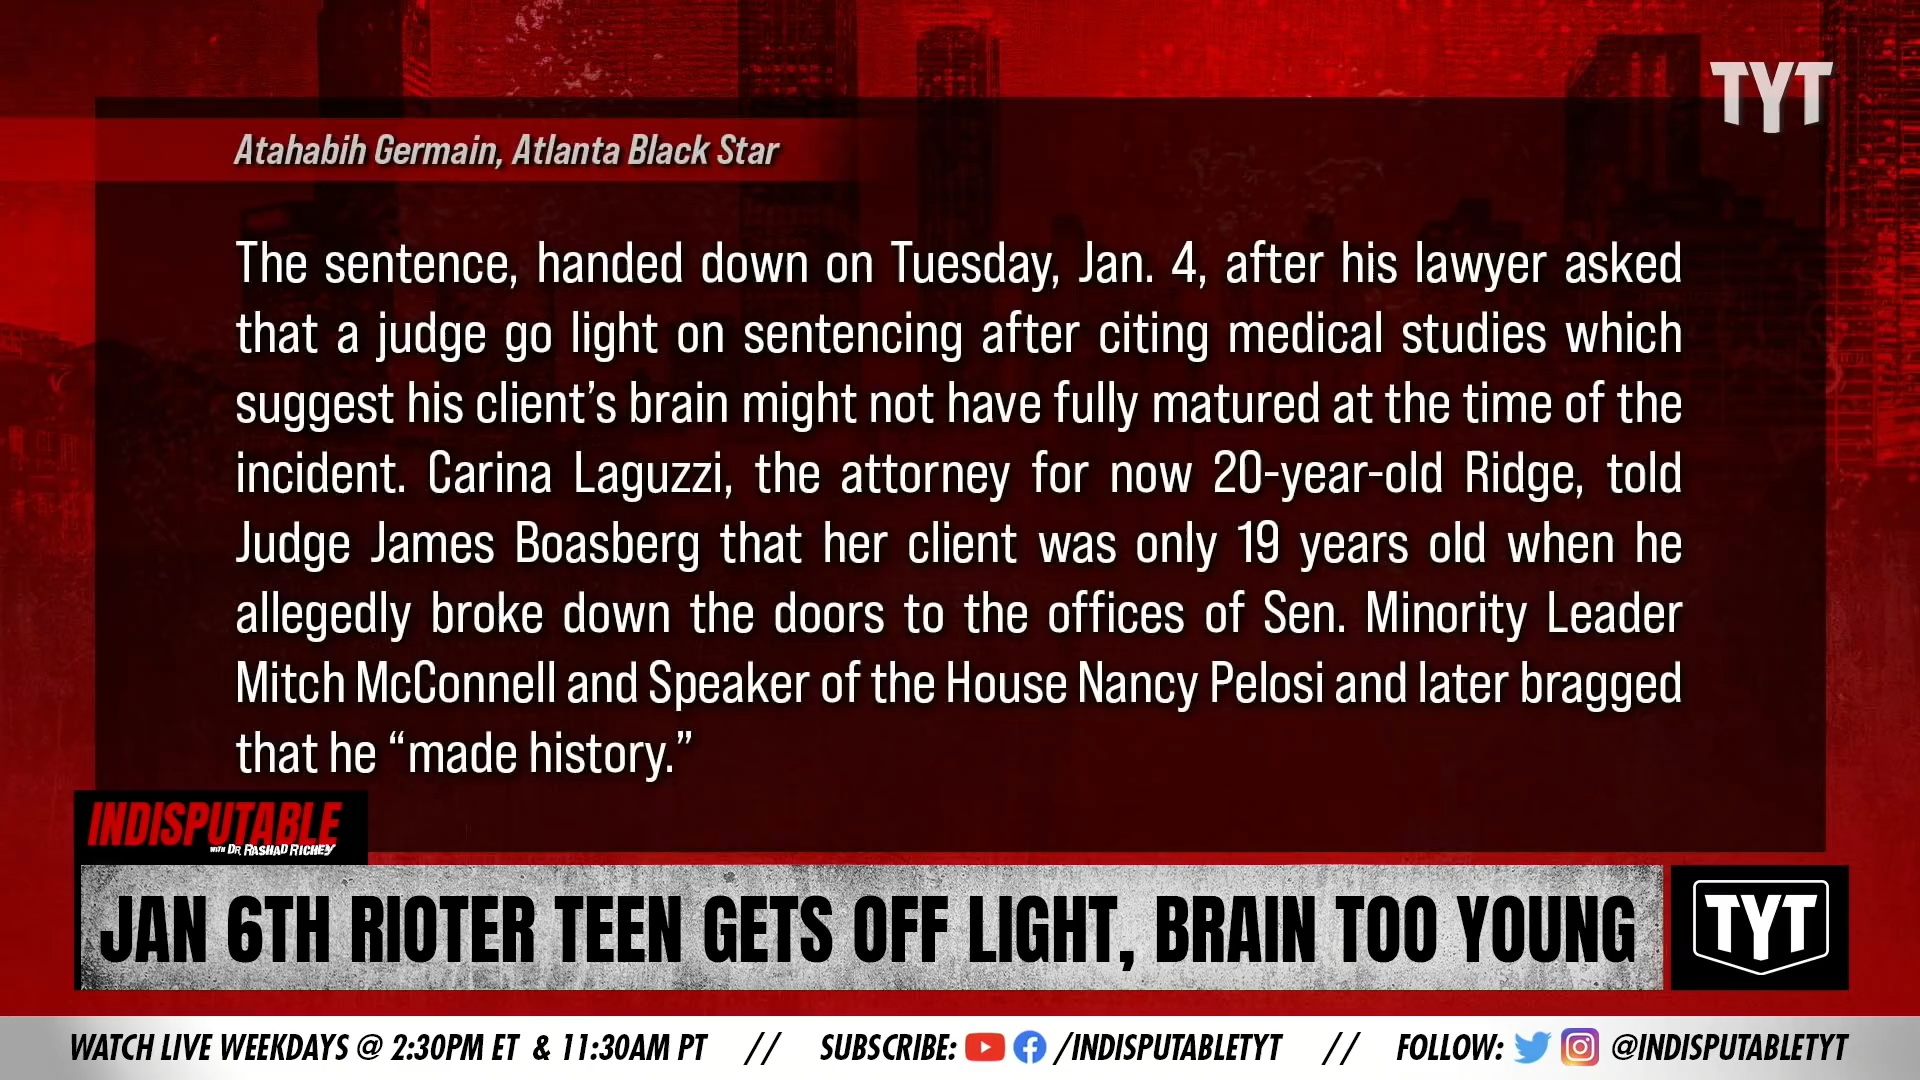 TYT
Atahabih Germain, Atlanta Black Star
The sentence, handed down on Tuesday, Jan. 4, after his lawyer asked
that a judge go light on sentencing after citing medical studies which
suggest his client’s brain might not have fully matured at the time of the
incident. Carina Laguzzi, the attorney for now 20-year-old Ridge, told
Judge James Boasberg that her client was only 19 years old when he
allegedly broke down the doors to the offices of Sen. Minority Leader
Mitch McConnell and Speaker of the House Nancy Pelosi and later bragged
that he “made history.”
INDISPUTABLE
WITH DR RASHAD RICHEY
JAN 6TH RIOTER TEEN GETS OFF LIGHT, BRAIN TOO YOUNG
TYT
WATCH LIVE WEEKDAYS @ 2:30PM ET & 11:30AM PT // SUBSCRIBE: /INDISPUTABLETYT // FOLLOW: @INDISPUTABLETYT